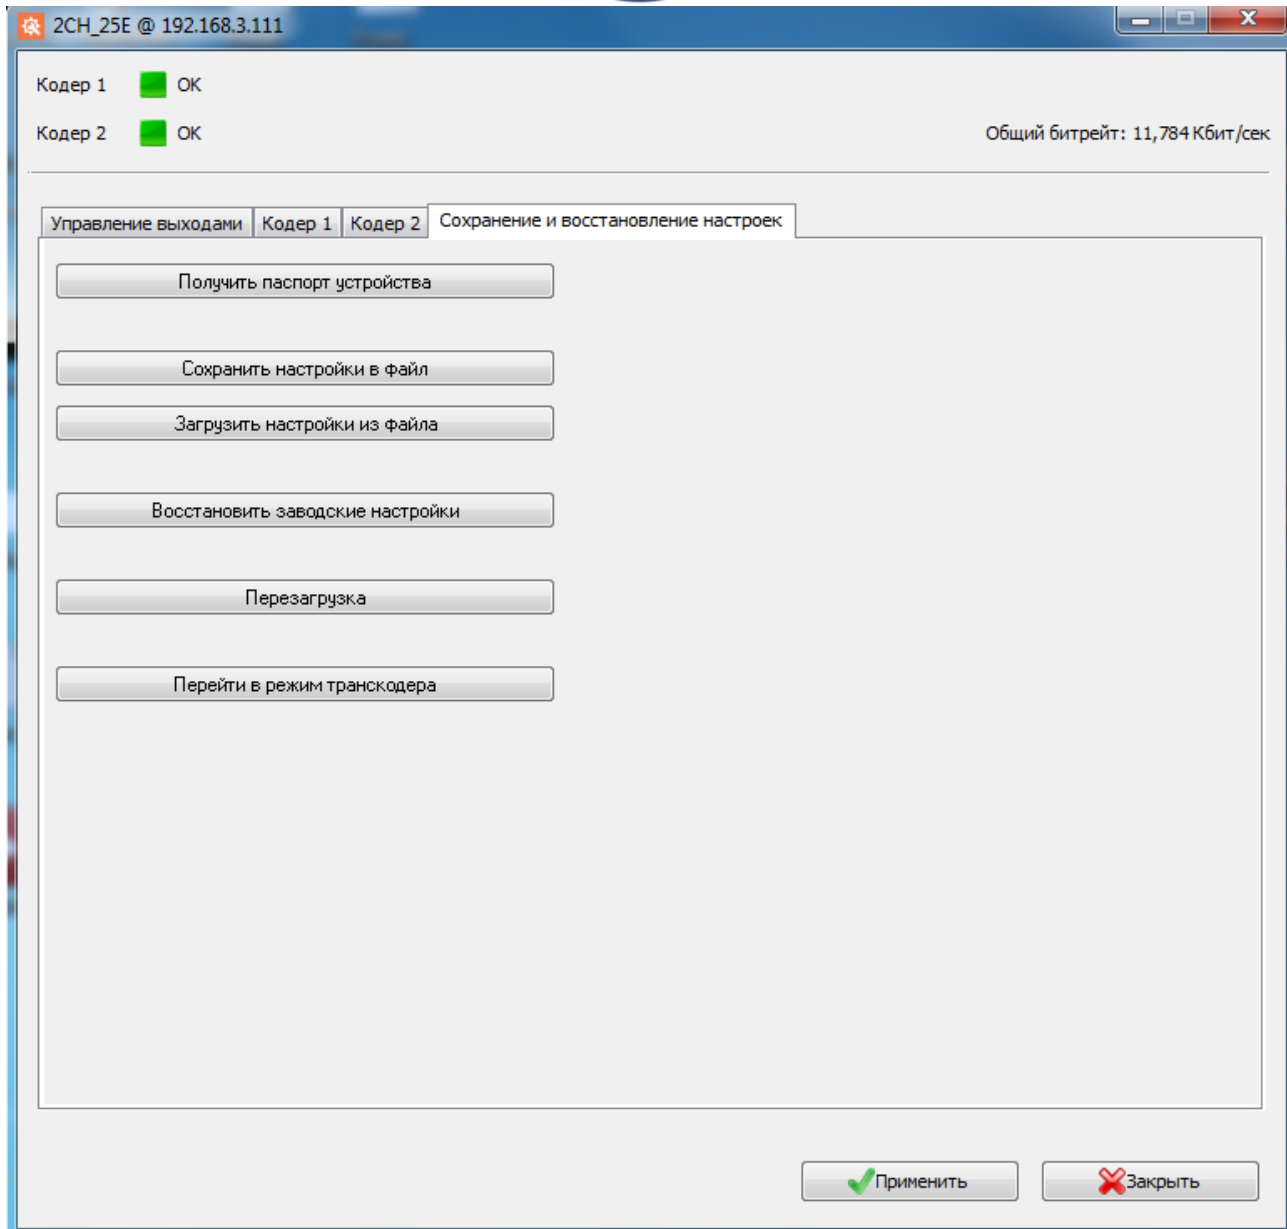 2CH_25E @ 192.168.3.111
Кодер 1 OK
Кодер 2 OK Общий битрейт: 11,784 Кбит/сек
Управление выходами Кодер 1 Кодер 2 Сохранение и восстановление настроек
Получить паспорт устройства
Сохранить настройки в файл
Загрузить настройки из файла
Восстановить заводские настройки
Перезагрузка
Перейти в режим транскодера
Применить Закрыть